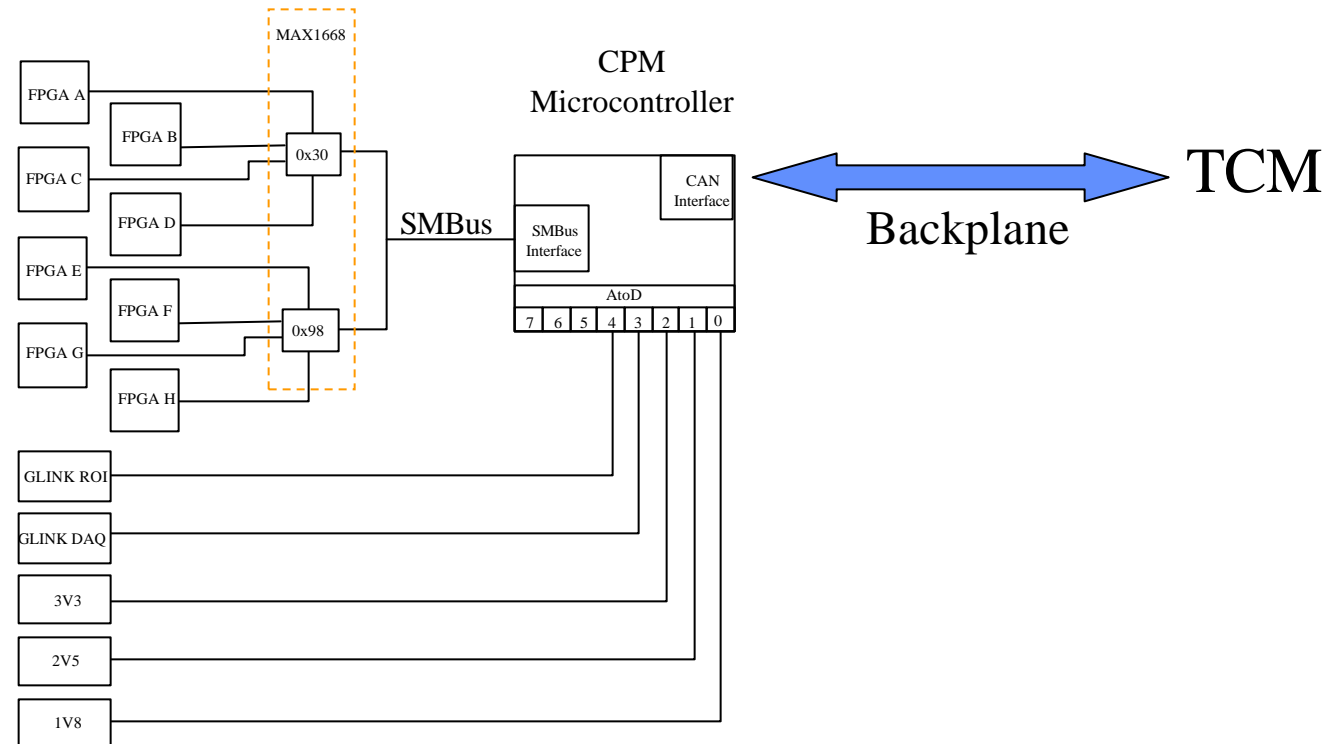 MAX1668
CPM
Microcontroller
FPGA A
FPGA B
FPGA C
FPGA D
FPGA E
FPGA F
FPGA G
FPGA H
0x30
0x98
SMBus
SMBus
Interface
CAN
Interface
AtoD
7 6 5 4 3 2 1 0
Backplane
TCM
GLINK ROI
GLINK DAQ
3V3
2V5
1V8